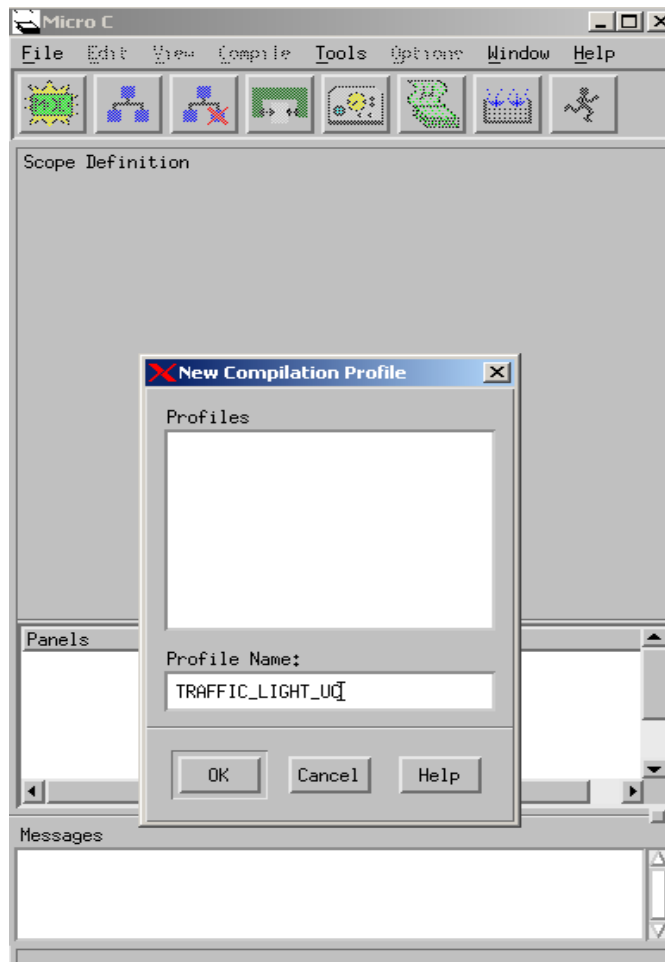 Micro C
File Edit View Compile Tools Options Window Help
Scope Definition
New Compilation Profile
Profiles
Panels
Profile Name:
TRAFFIC_LIGHT_UC
OK Cancel Help
Messages